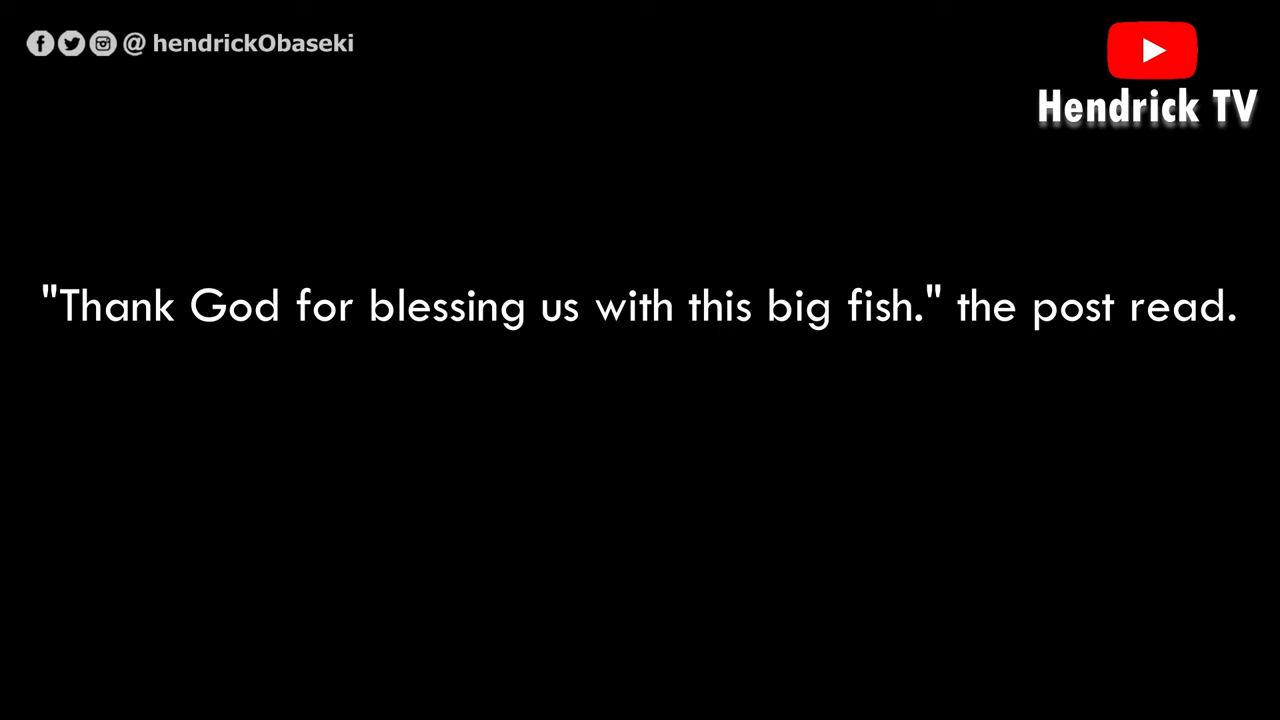 @ hendrickObaseki
Hendrick TV
"Thank God for blessing us with this big fish." the post read.